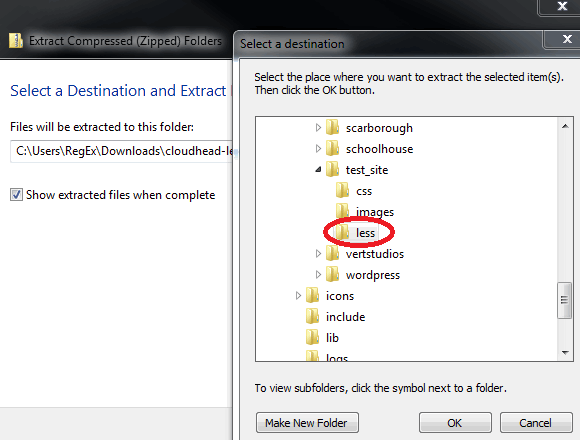 Extract Compressed (Zipped) Folders
Select a Destination and Extract
Files will be extracted to this folder:
C:\Users\RegEx\Downloads\cloudhead-le
Show extracted files when complete
Select a destination
Select the place where you want to extract the selected item(s).
Then click the OK button.
scarborough
schoolhouse
test_site
css
images
less
vertstudios
wordpress
icons
include
lib
logs
To view subfolders, click the symbol next to a folder.
Make New Folder
OK
Cancel